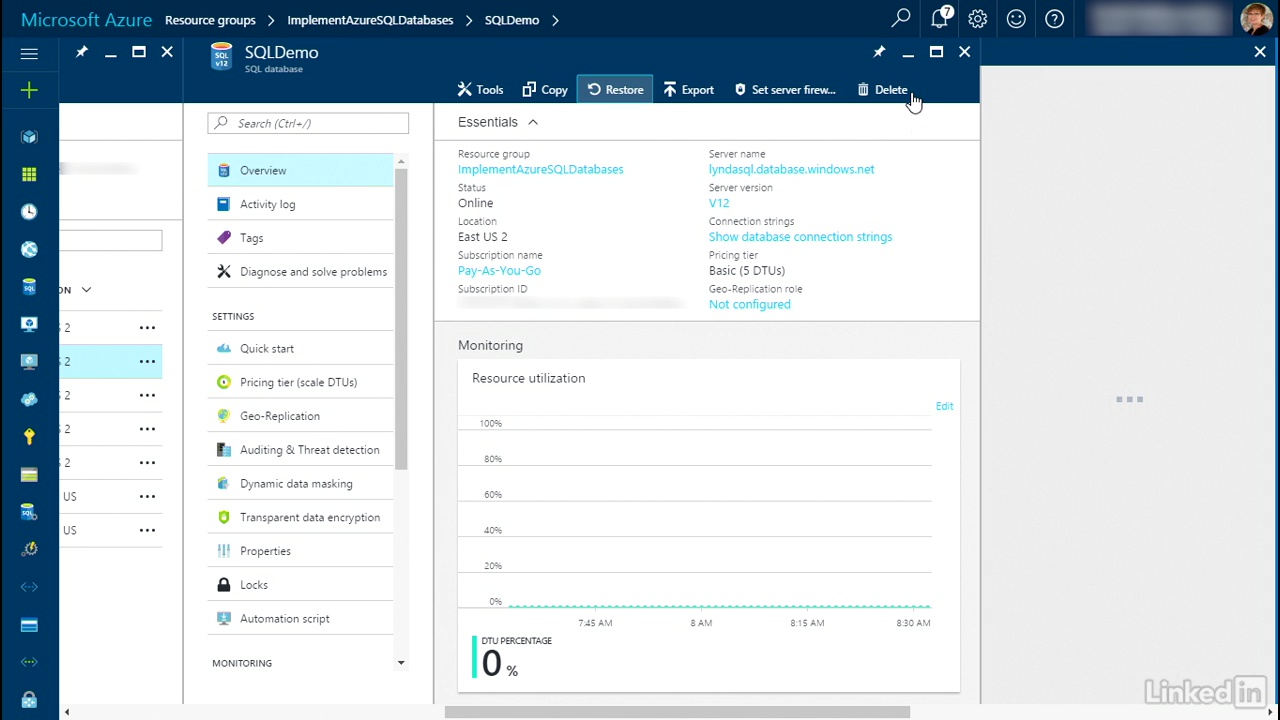 Microsoft Azure Resource groups > ImplementAzureSQLDatabases > SQLDemo >
7
SQL v12
SQLDemo
SQL database
Tools Copy Restore Export Set server firew... Delete
Search (Ctrl+/)
Overview
Activity log
Tags
Diagnose and solve problems
SETTINGS
Quick start
Pricing tier (scale DTUs)
Geo-Replication
Auditing & Threat detection
Dynamic data masking
Transparent data encryption
Properties
Locks
Automation script
MONITORING
ON
2
2
2
2
2
US
US
Essentials
Resource group
ImplementAzureSQLDatabases
Status
Online
Location
East US 2
Subscription name
Pay-As-You-Go
Subscription ID
Server name
lyndasql.database.windows.net
Server version
V12
Connection strings
Show database connection strings
Pricing tier
Basic (5 DTUs)
Geo-Replication role
Not configured
Monitoring
Resource utilization
Edit
100%
80%
60%
40%
20%
0%
7:45 AM 8 AM 8:15 AM 8:30 AM
DTU PERCENTAGE
0 %
LinkedIn